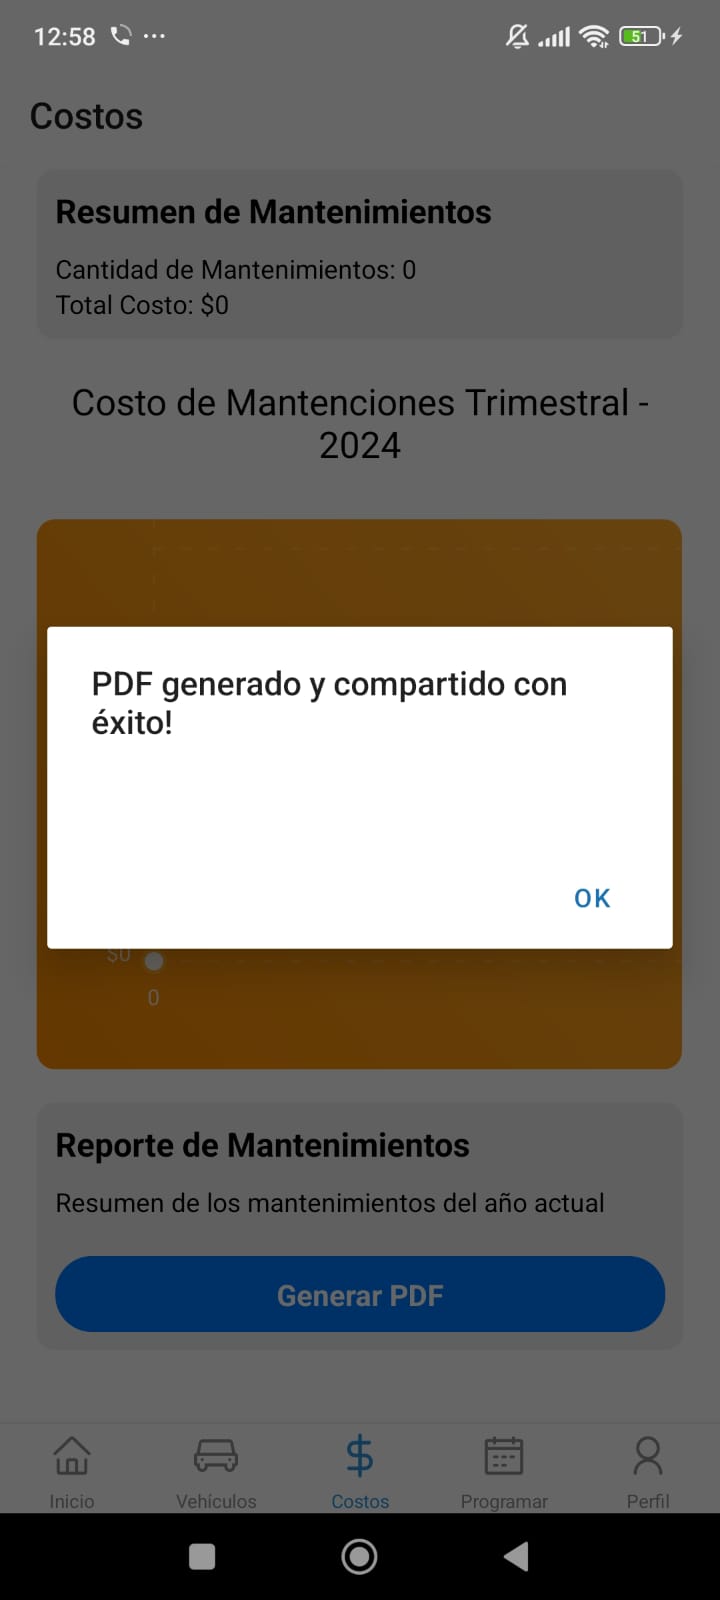 12:58
51
Costos
Resumen de Mantenimientos
Cantidad de Mantenimientos: 0
Total Costo: $0
Costo de Mantenciones Trimestral -
2024
PDF generado y compartido con
éxito!
OK
$0
0
Reporte de Mantenimientos
Resumen de los mantenimientos del año actual
Generar PDF
Inicio
Vehículos
Costos
Programar
Perfil